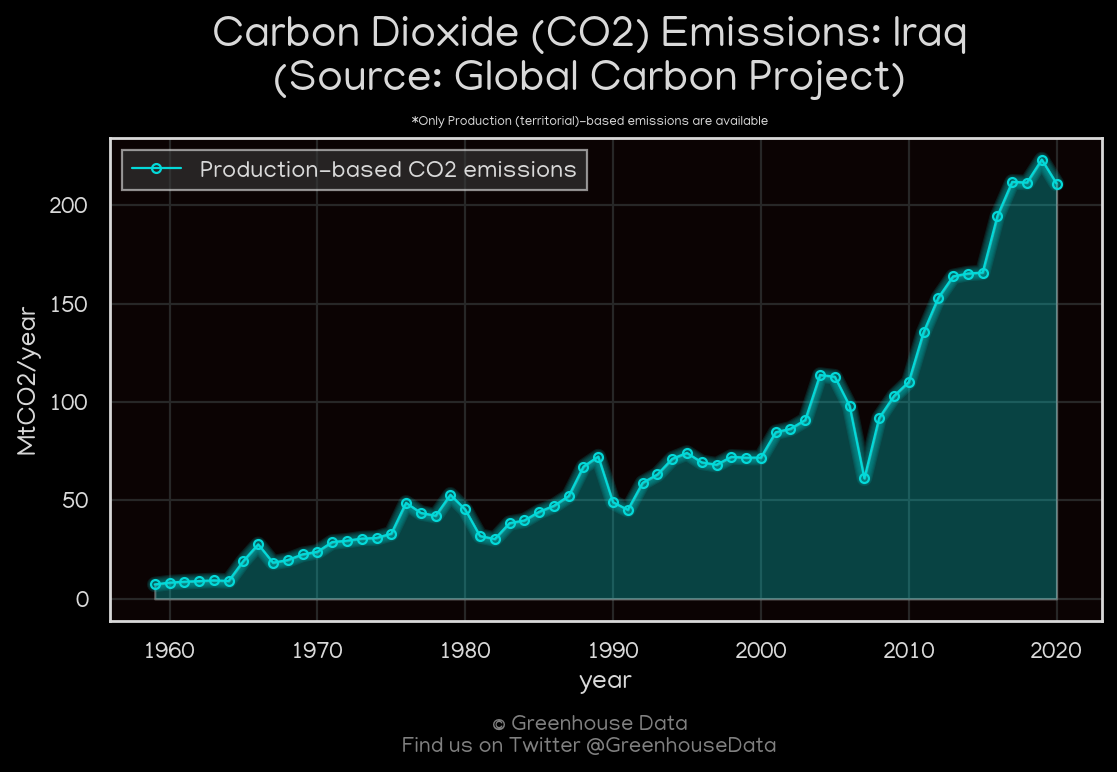 Carbon Dioxide (CO2) Emissions: Iraq
(Source: Global Carbon Project)
*Only Production (territorial)-based emissions are available
Production-based CO2 emissions
MtCO2/year
200
150
100
50
0
1960 1970 1980 1990 2000 2010 2020
year
© Greenhouse Data
Find us on Twitter @GreenhouseData